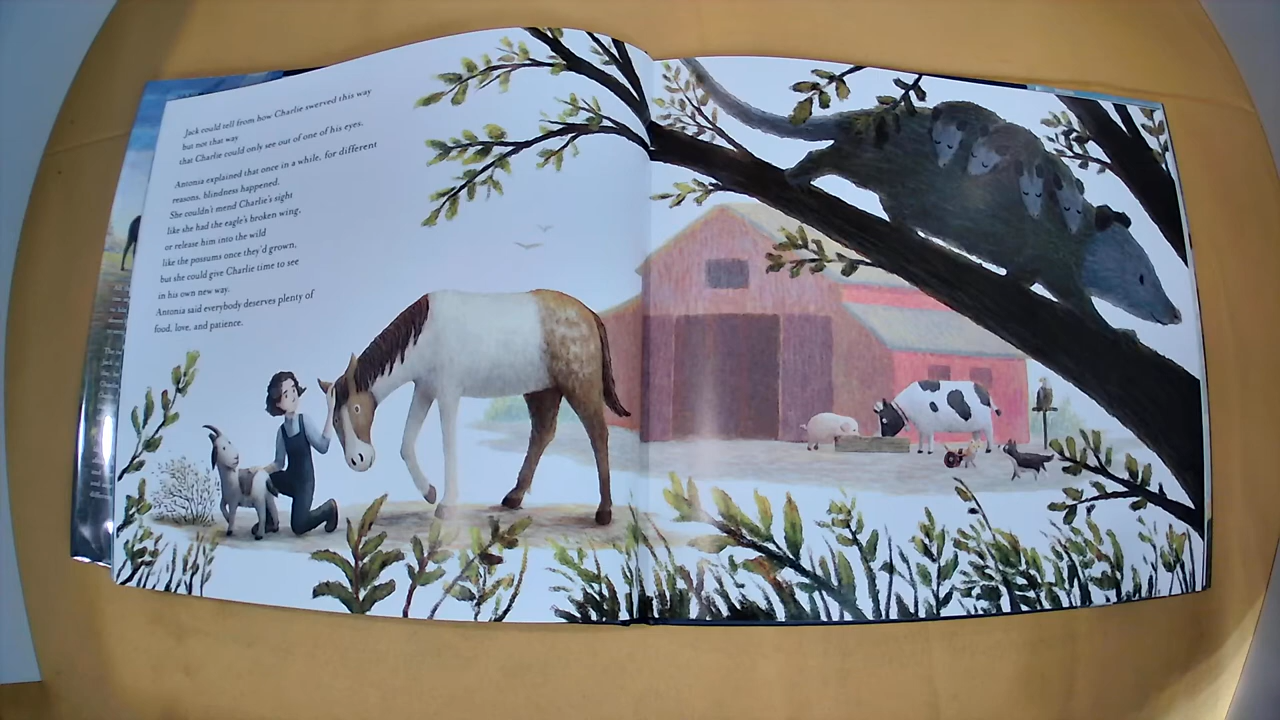 Jack could tell from how Charlie swerved this way
but not that way
that Charlie could only see out of one of his eyes.
Antonia explained that once in a while, for different
reasons, blindness happened.
She couldn't mend Charlie's sight
like she had the eagle's broken wing,
or release him into the wild
like the possums once they'd grown,
but she could give Charlie time to see
in his own new way.
Antonia said everybody deserves plenty of
food, love, and patience.